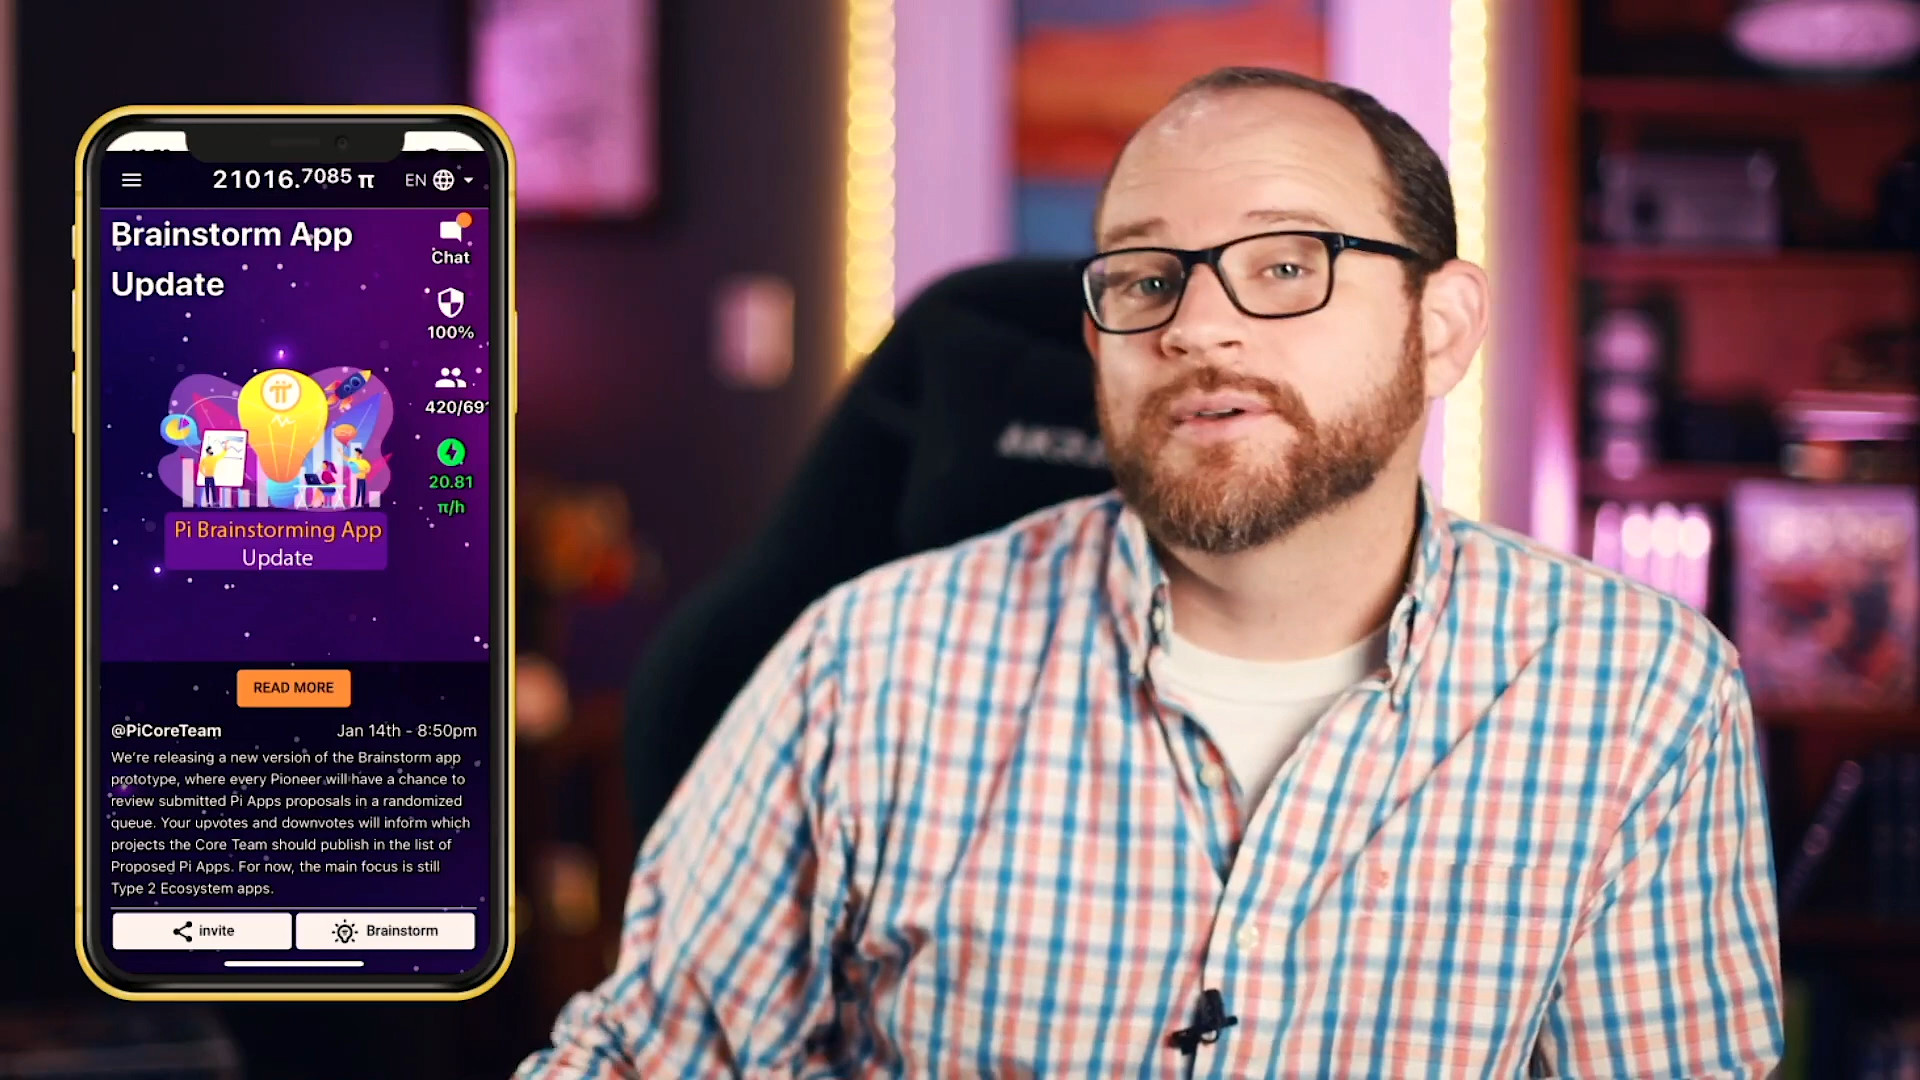 21016.7085 π
EN
Brainstorm App
Update
Chat
100%
420/691
20.81
π/h
Pi Brainstorming App
Update
READ MORE
@PiCoreTeam Jan 14th - 8:50pm
We're releasing a new version of the Brainstorm app
prototype, where every Pioneer will have a chance to
review submitted Pi Apps proposals in a randomized
queue. Your upvotes and downvotes will inform which
projects the Core Team should publish in the list of
Proposed Pi Apps. For now, the main focus is still
Type 2 Ecosystem apps.
invite
Brainstorm